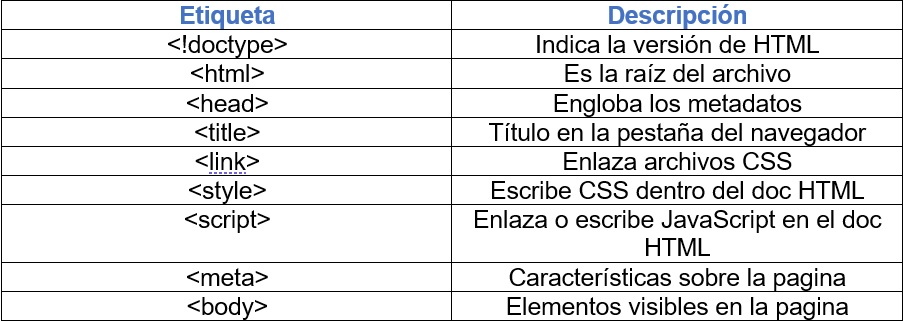 Etiqueta Descripción
<!doctype> Indica la versión de HTML
<html> Es la raíz del archivo
<head> Engloba los metadatos
<title> Título en la pestaña del navegador
<link> Enlaza archivos CSS
<style> Escribe CSS dentro del doc HTML
<script> Enlaza o escribe JavaScript en el doc
HTML
<meta> Características sobre la pagina
<body> Elementos visibles en la pagina